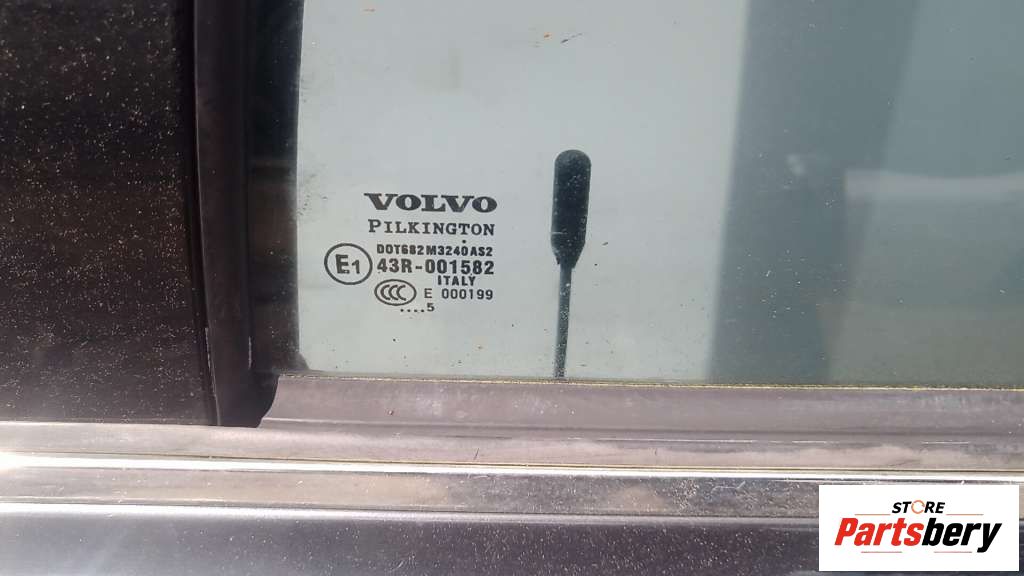 VOLVO
PILKINGTON
DOT682 M3240 AS2
E1 43R-001582
ITALY
CCC E 000199
....5
STORE
Partsbery